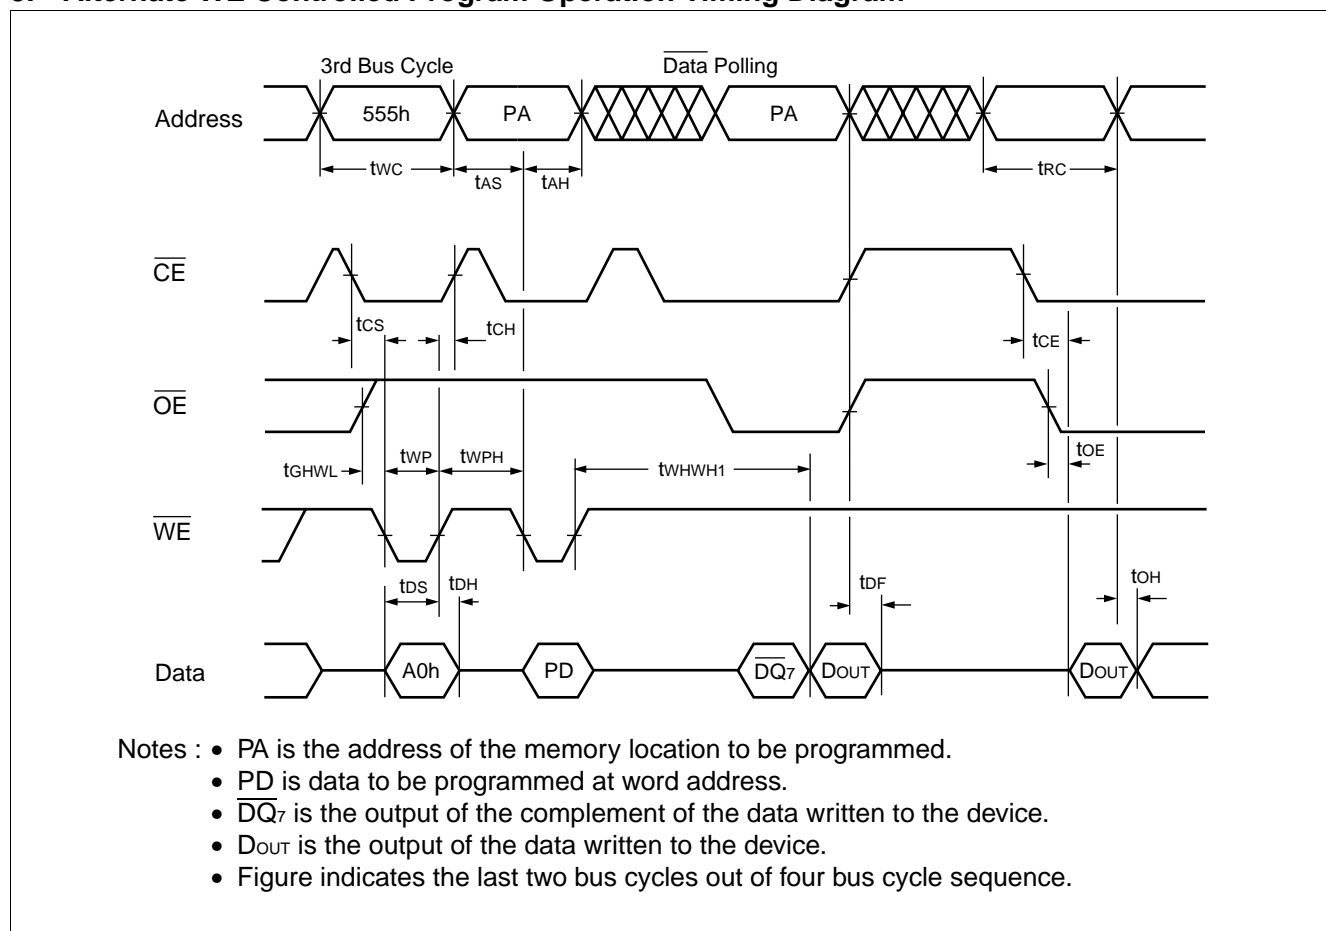 3rd Bus Cycle
Data Polling
Address
555h
PA
PA
tWC
tAS
tAH
tRC
CE
tCS
tCH
tCE
OE
tGHWL
tWP
tWPH
tWHWH1
tOE
WE
tDS
tDH
tDF
tOH
Data
A0h
PD
DQ7
DOUT
DOUT
Notes : • PA is the address of the memory location to be programmed.
• PD is data to be programmed at word address.
• DQ7 is the output of the complement of the data written to the device.
• DOUT is the output of the data written to the device.
• Figure indicates the last two bus cycles out of four bus cycle sequence.